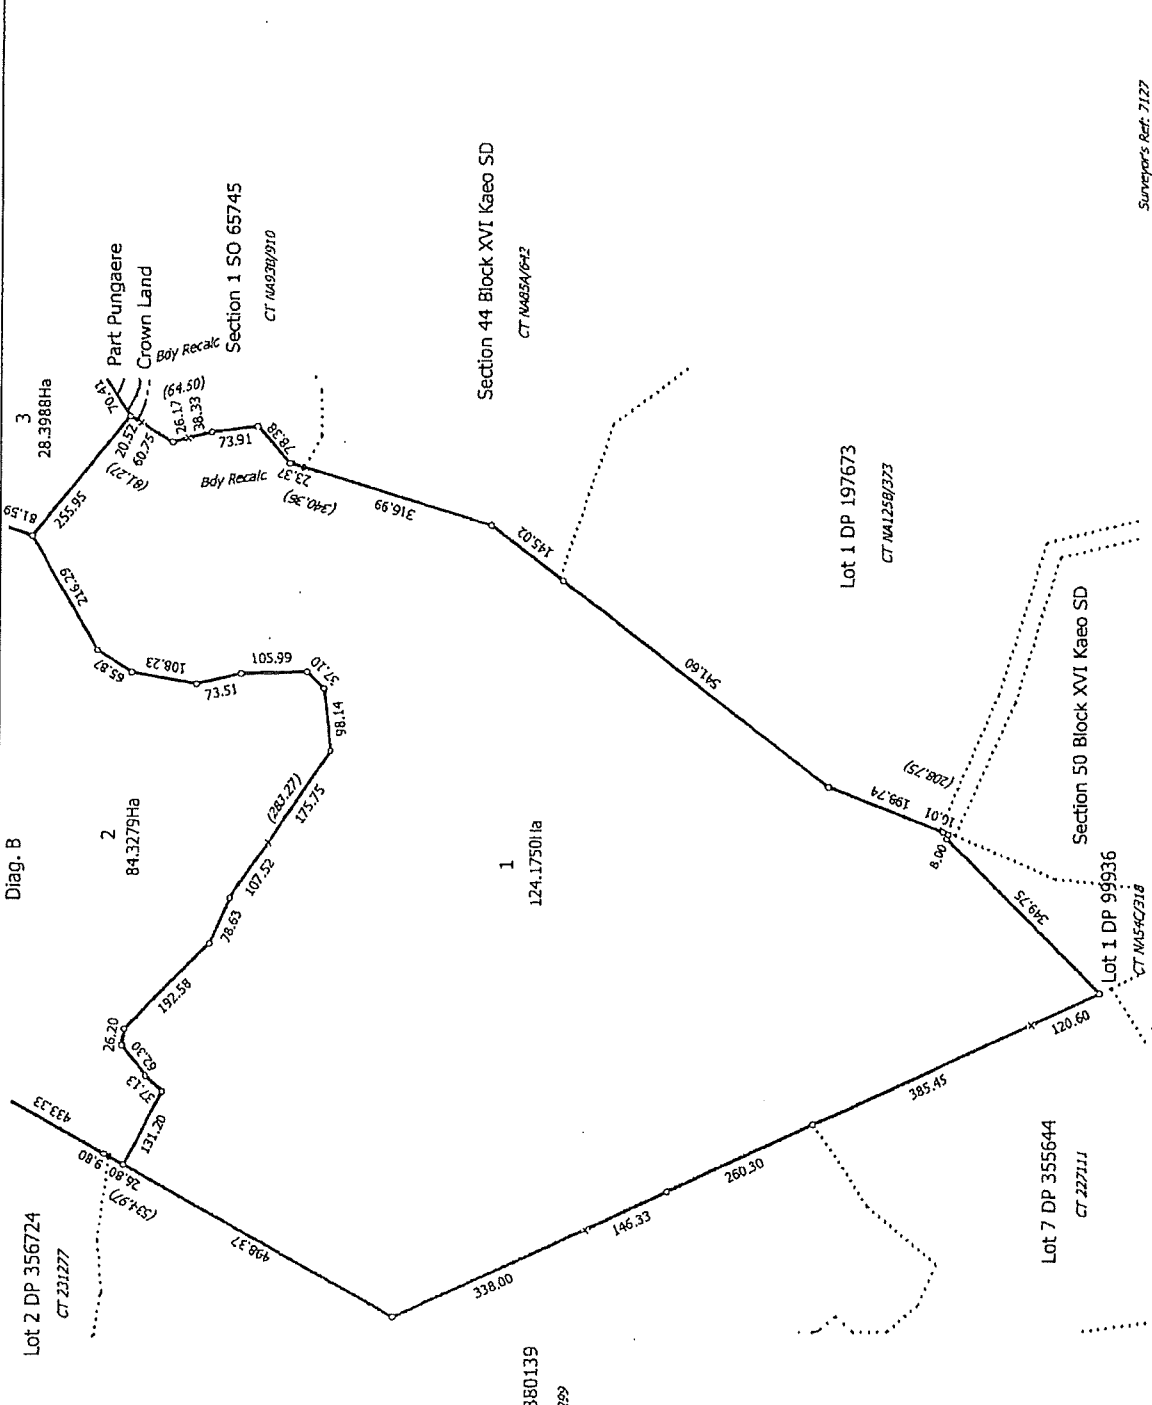 Diag. B
3
28.3988Ha
2
84.3279Ha
1
124.1750Ha
Part Pungaere
Crown Land
Bdy Recalc
Section 1 SO 65745
CT NA93B/910
Section 44 Block XVI Kaeo SD
CT NA85A/642
Lot 1 DP 197673
CT NA125B/373
Section 50 Block XVI Kaeo SD
Lot 1 DP 99936
CT NA54C/318
Lot 7 DP 355644
CT 227111
Lot 2 DP 356724
CT 231277
380139
299
Surveyor's Ref: 7127
Bdy Recalc
81.59
255.95
70.41
20.52
60.75
(81.27)
26.17
38.33
(64.50)
73.91
78.38
23.37
(340.36)
316.99
145.02
541.60
198.74
10.01
(208.75)
8.00
349.75
120.60
385.45
260.30
146.33
338.00
498.37
(534.97)
26.80
9.80
433.33
131.20
37.13
62.30
26.20
192.58
78.63
107.52
175.75
(283.27)
98.14
37.10
105.99
73.51
108.23
65.87
216.29